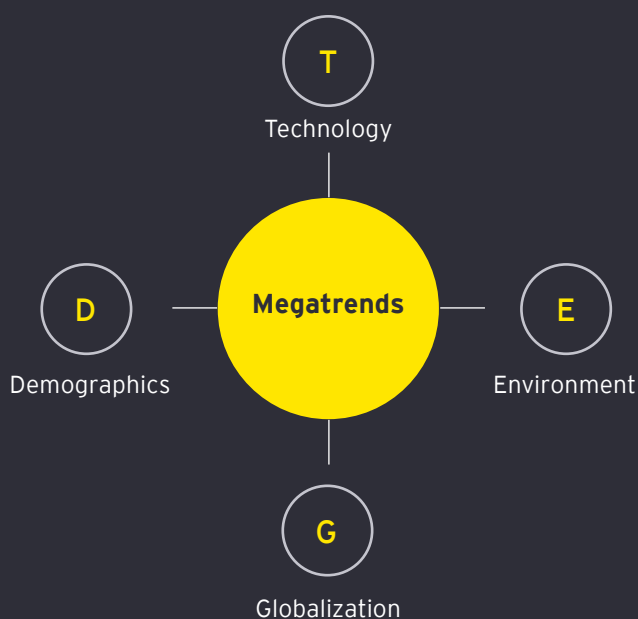 T
Technology
D
Demographics
Megatrends
E
Environment
G
Globalization